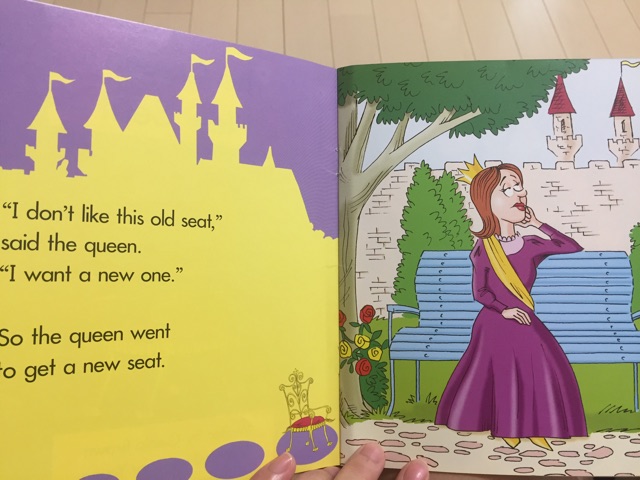 “I don’t like this old seat,”
said the queen.
“I want a new one.”
So the queen went
to get a new seat.